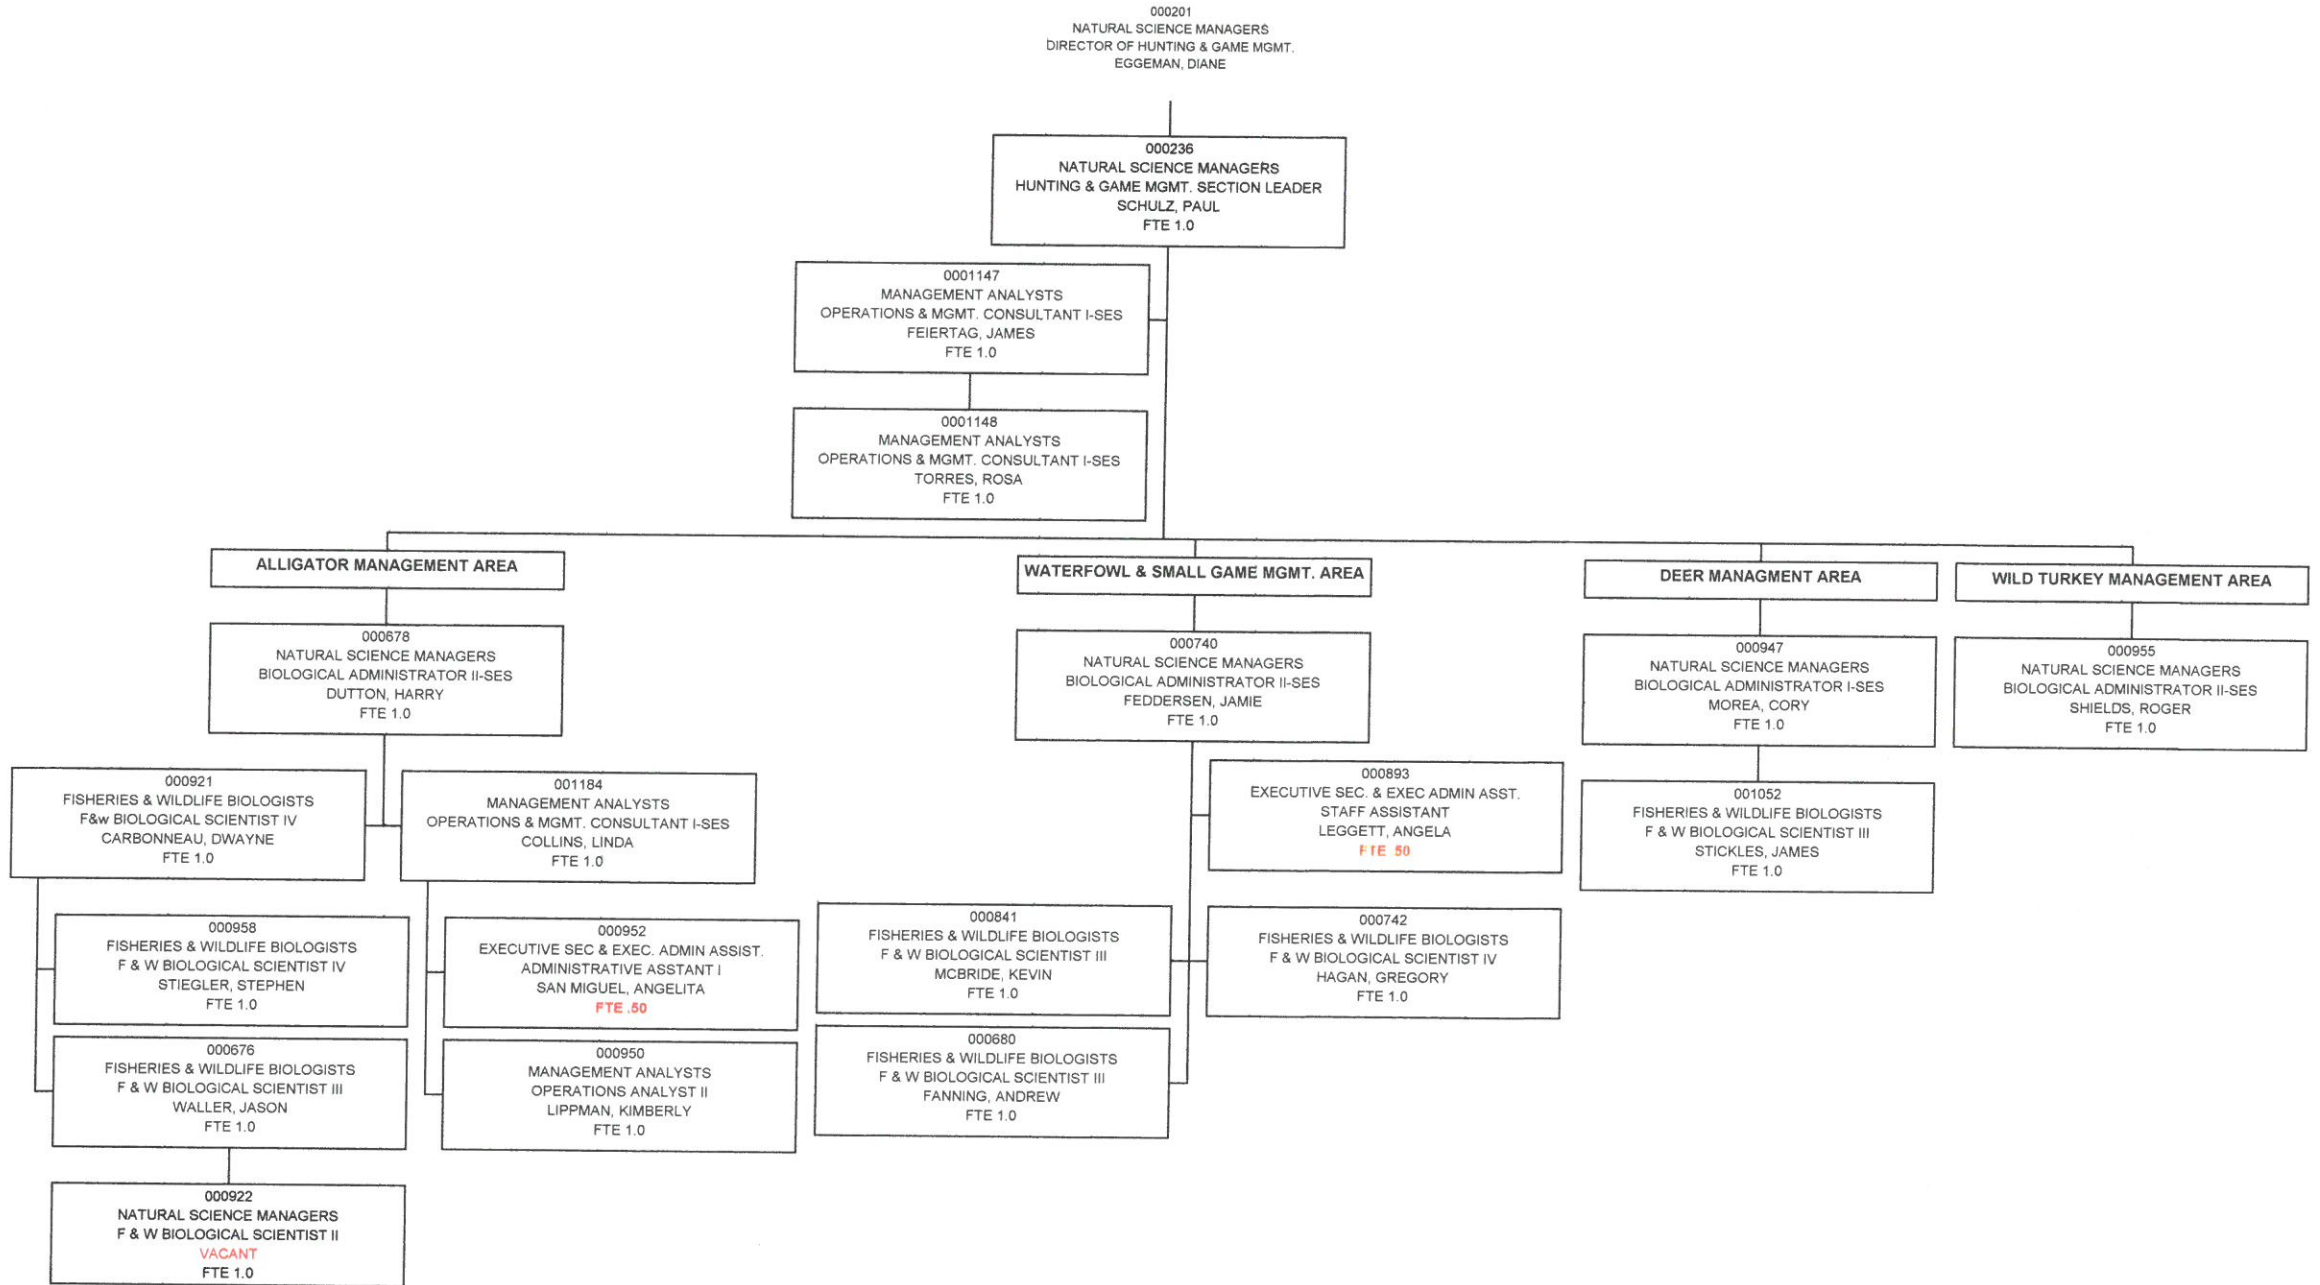 000201
NATURAL SCIENCE MANAGERS
DIRECTOR OF HUNTING & GAME MGMT.
EGGEMAN, DIANE
000236
NATURAL SCIENCE MANAGERS
HUNTING & GAME MGMT. SECTION LEADER
SCHULZ, PAUL
FTE 1.0
0001147
MANAGEMENT ANALYSTS
OPERATIONS & MGMT. CONSULTANT I-SES
FEIERTAG, JAMES
FTE 1.0
0001148
MANAGEMENT ANALYSTS
OPERATIONS & MGMT. CONSULTANT I-SES
TORRES, ROSA
FTE 1.0
ALLIGATOR MANAGEMENT AREA
000678
NATURAL SCIENCE MANAGERS
BIOLOGICAL ADMINISTRATOR II-SES
DUTTON, HARRY
FTE 1.0
000921
FISHERIES & WILDLIFE BIOLOGISTS
F&w BIOLOGICAL SCIENTIST IV
CARBONNEAU, DWAYNE
FTE 1.0
000958
FISHERIES & WILDLIFE BIOLOGISTS
F & W BIOLOGICAL SCIENTIST IV
STIEGLER, STEPHEN
FTE 1.0
000676
FISHERIES & WILDLIFE BIOLOGISTS
F & W BIOLOGICAL SCIENTIST III
WALLER, JASON
FTE 1.0
000922
NATURAL SCIENCE MANAGERS
F & W BIOLOGICAL SCIENTIST II
VACANT
FTE 1.0
001184
MANAGEMENT ANALYSTS
OPERATIONS & MGMT. CONSULTANT I-SES
COLLINS, LINDA
FTE 1.0
000952
EXECUTIVE SEC & EXEC. ADMIN ASSIST.
ADMINISTRATIVE ASSTANT I
SAN MIGUEL, ANGELITA
FTE .50
000950
MANAGEMENT ANALYSTS
OPERATIONS ANALYST II
LIPPMAN, KIMBERLY
FTE 1.0
WATERFOWL & SMALL GAME MGMT. AREA
000740
NATURAL SCIENCE MANAGERS
BIOLOGICAL ADMINISTRATOR II-SES
FEDDERSEN, JAMIE
FTE 1.0
000893
EXECUTIVE SEC. & EXEC ADMIN ASST.
STAFF ASSISTANT
LEGGETT, ANGELA
FTE .50
000841
FISHERIES & WILDLIFE BIOLOGISTS
F & W BIOLOGICAL SCIENTIST III
MCBRIDE, KEVIN
FTE 1.0
000742
FISHERIES & WILDLIFE BIOLOGISTS
F & W BIOLOGICAL SCIENTIST IV
HAGAN, GREGORY
FTE 1.0
000680
FISHERIES & WILDLIFE BIOLOGISTS
F & W BIOLOGICAL SCIENTIST III
FANNING, ANDREW
FTE 1.0
DEER MANAGMENT AREA
000947
NATURAL SCIENCE MANAGERS
BIOLOGICAL ADMINISTRATOR I-SES
MOREA, CORY
FTE 1.0
001052
FISHERIES & WILDLIFE BIOLOGISTS
F & W BIOLOGICAL SCIENTIST III
STICKLES, JAMES
FTE 1.0
WILD TURKEY MANAGEMENT AREA
000955
NATURAL SCIENCE MANAGERS
BIOLOGICAL ADMINISTRATOR II-SES
SHIELDS, ROGER
FTE 1.0